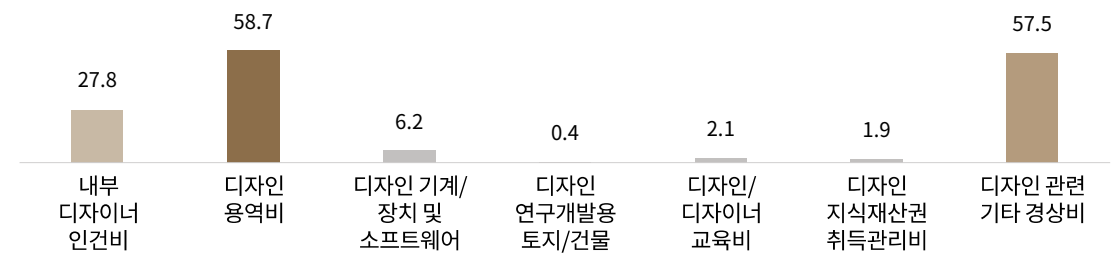 27.8
58.7
6.2
0.4
2.1
1.9
57.5
내부
디자이너
인건비
디자인
용역비
디자인 기계/
장치 및
소프트웨어
디자인
연구개발용
토지/건물
디자인/
디자이너
교육비
디자인
지식재산권
취득관리비
디자인 관련
기타 경상비